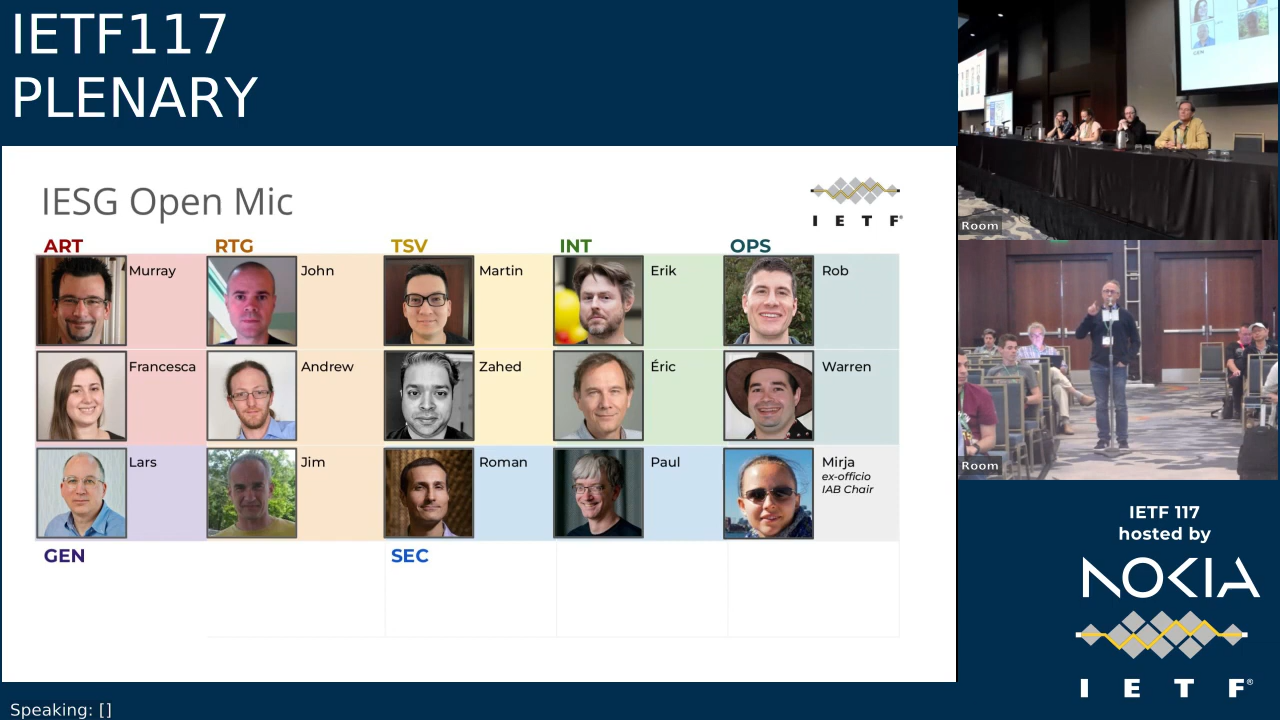 IETF117
PLENARY
IESG Open Mic
I E T F®
ART RTG TSV INT OPS
Murray John Martin Erik Rob
Francesca Andrew Zahed Éric Warren
Lars Jim Roman Paul Mirja
ex-officio
IAB Chair
GEN SEC
Room
Room
IETF 117
hosted by
NOKIA
I E T F®
Speaking: []